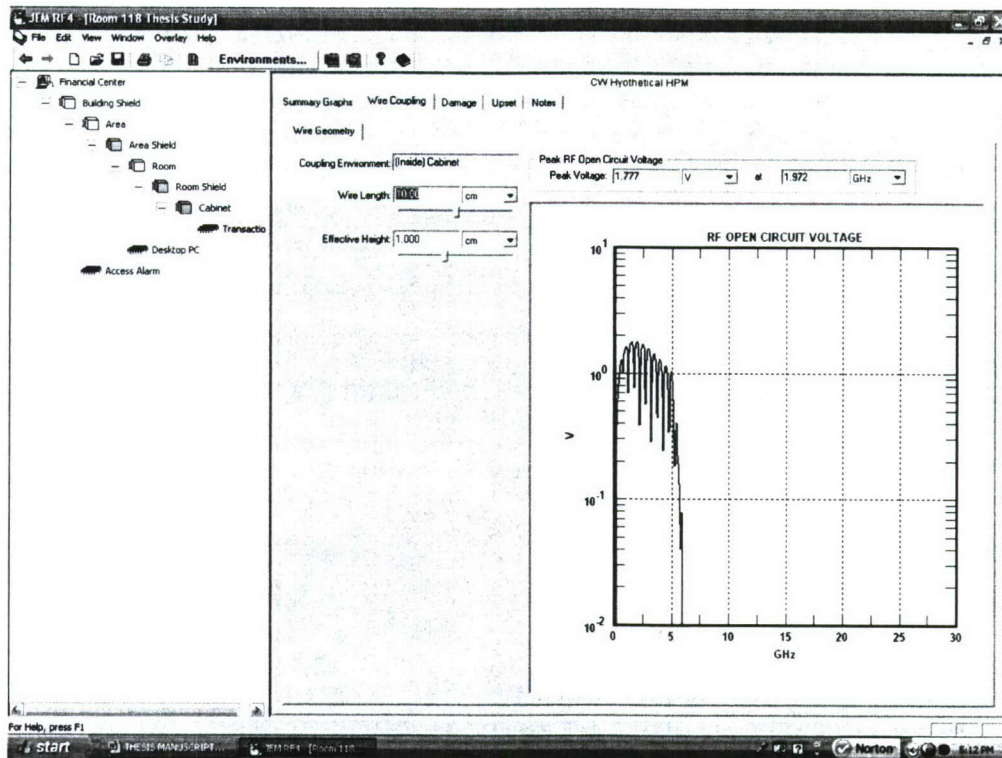 JEM RF4 - [Room 118 Thesis Study]
File Edit View Window Overlay Help
Environments...
Financial Center
Building Shield
Area
Area Shield
Room
Room Shield
Cabinet
Transactio
Desktop PC
Access Alarm
CW Hyothetical HPM
Summary Graphs Wire Coupling Damage Upset Notes
Wire Geometry
Coupling Environment: (Inside) Cabinet
Wire Length: cm
Effective Height: 1.000 cm
Peak RF Open Circuit Voltage
Peak Voltage: 1.777 V at 1.972 GHz
RF OPEN CIRCUIT VOLTAGE
10^1
10^0
10^-1
10^-2
V
0 5 10 15 20 25 30
GHz
For Help, press F1
start THESIS MANUSCRIPT... JEM RF4 - [Room 118... Norton 5:12 PM